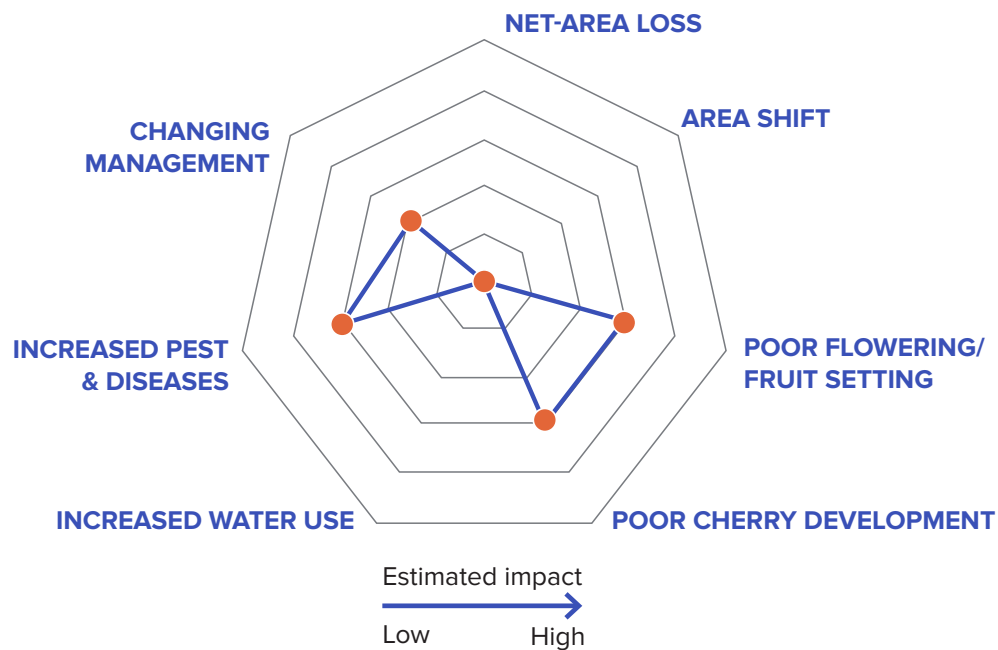 NET-AREA LOSS
AREA SHIFT
CHANGING
MANAGEMENT
INCREASED PEST
& DISEASES
POOR FLOWERING/
FRUIT SETTING
INCREASED WATER USE
POOR CHERRY DEVELOPMENT
Estimated impact
Low
High